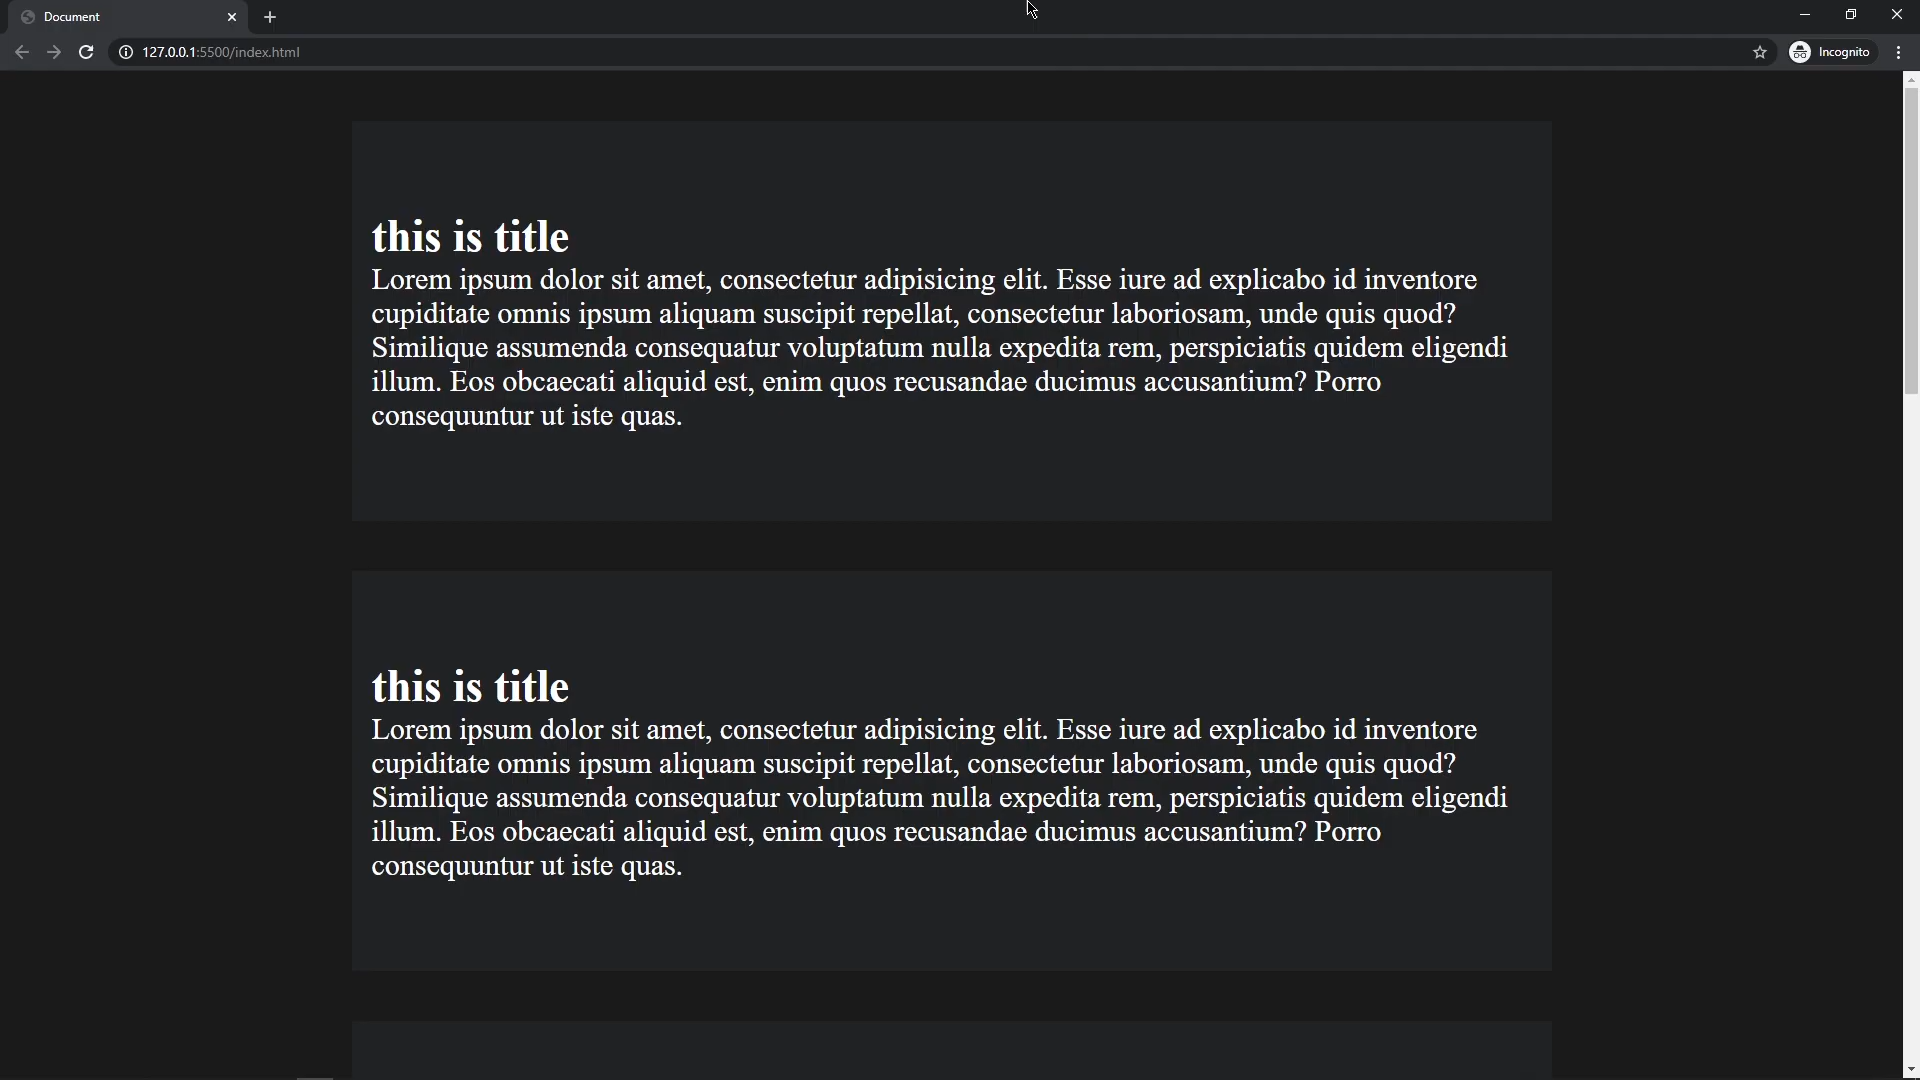 Document
127.0.0.1:5500/index.html
Incognito
this is title
Lorem ipsum dolor sit amet, consectetur adipisicing elit. Esse iure ad explicabo id inventore
cupiditate omnis ipsum aliquam suscipit repellat, consectetur laboriosam, unde quis quod?
Similique assumenda consequatur voluptatum nulla expedita rem, perspiciatis quidem eligendi
illum. Eos obcaecati aliquid est, enim quos recusandae ducimus accusantium? Porro
consequuntur ut iste quas.
this is title
Lorem ipsum dolor sit amet, consectetur adipisicing elit. Esse iure ad explicabo id inventore
cupiditate omnis ipsum aliquam suscipit repellat, consectetur laboriosam, unde quis quod?
Similique assumenda consequatur voluptatum nulla expedita rem, perspiciatis quidem eligendi
illum. Eos obcaecati aliquid est, enim quos recusandae ducimus accusantium? Porro
consequuntur ut iste quas.